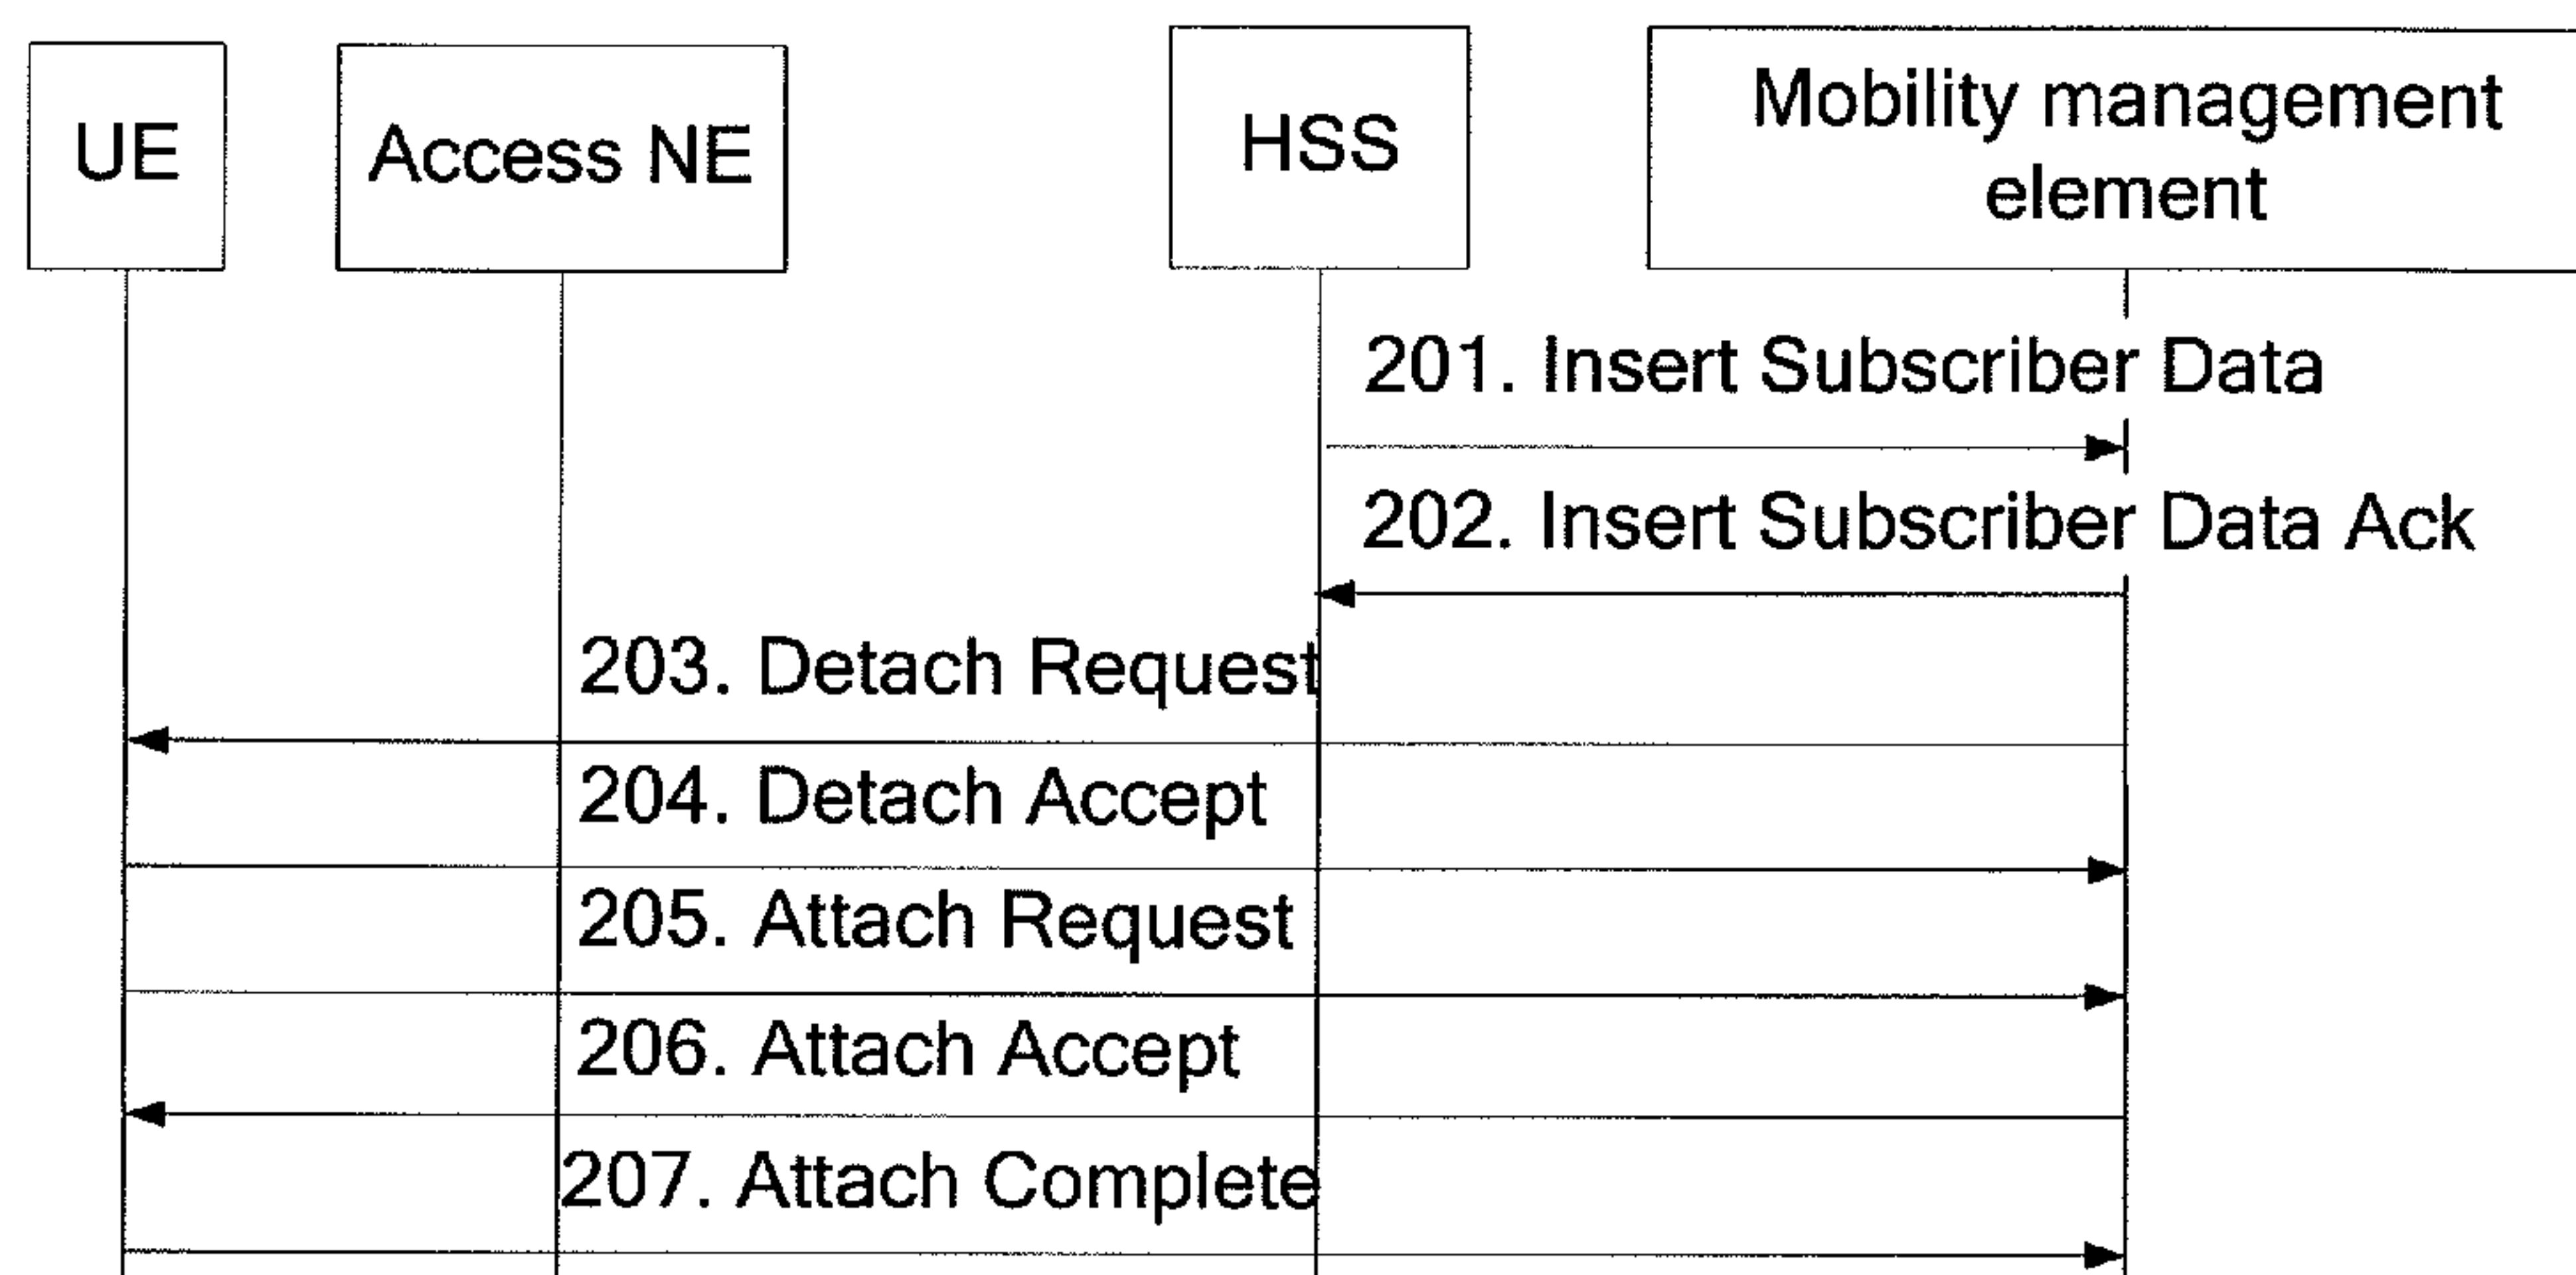 UE
Access NE
HSS
Mobility management
element
201. Insert Subscriber Data
202. Insert Subscriber Data Ack
203. Detach Request
204. Detach Accept
205. Attach Request
206. Attach Accept
207. Attach Complete